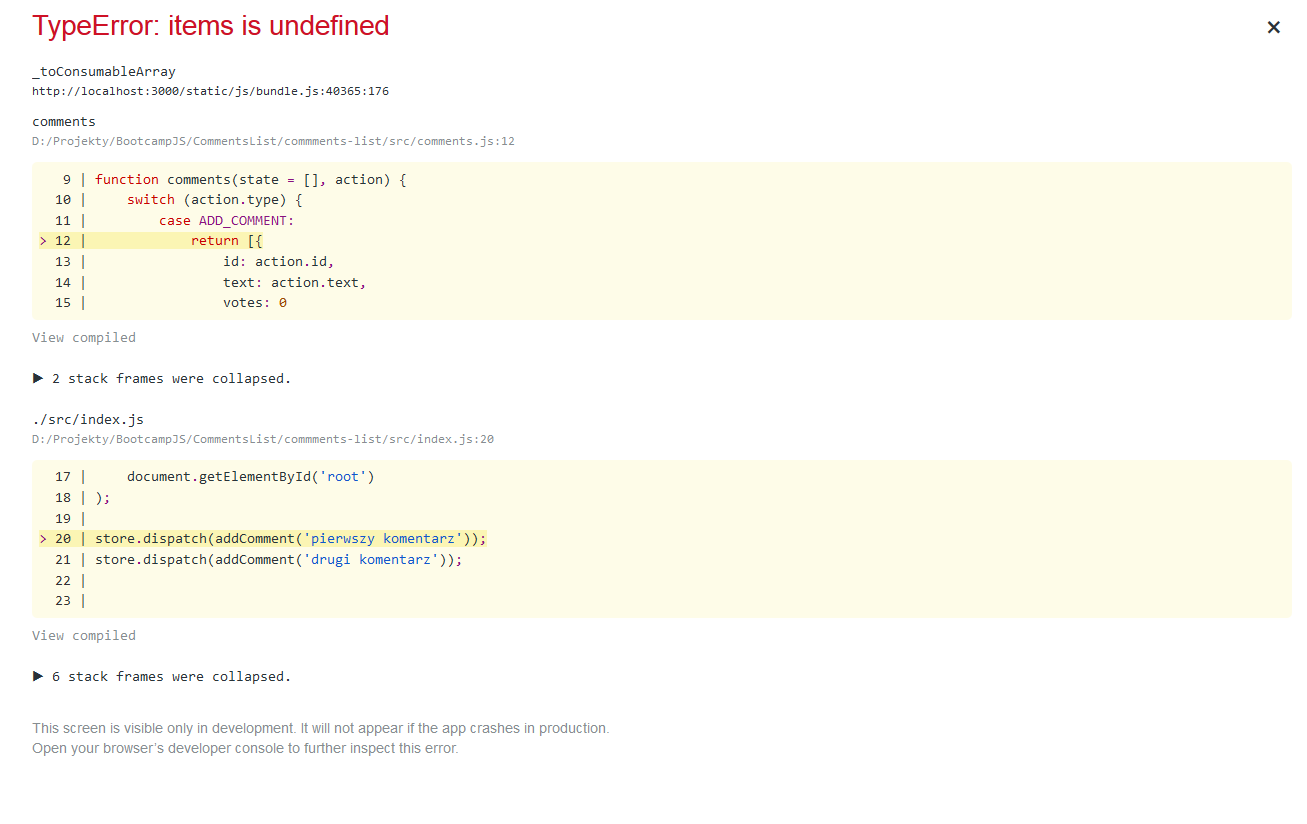 TypeError: items is undefined
×
_toConsumableArray
http://localhost:3000/static/js/bundle.js:40365:176
comments
D:/Projekty/BootcampJS/CommentsList/commments-list/src/comments.js:12
   9 | function comments(state = [], action) {
  10 |     switch (action.type) {
  11 |         case ADD_COMMENT:
> 12 |             return [{
  13 |                 id: action.id,
  14 |                 text: action.text,
  15 |                 votes: 0
View compiled
▶ 2 stack frames were collapsed.
./src/index.js
D:/Projekty/BootcampJS/CommentsList/commments-list/src/index.js:20
  17 |     document.getElementById('root')
  18 | );
  19 |
> 20 | store.dispatch(addComment('pierwszy komentarz'));
  21 | store.dispatch(addComment('drugi komentarz'));
  22 |
  23 |
View compiled
▶ 6 stack frames were collapsed.
This screen is visible only in development. It will not appear if the app crashes in production.
Open your browser's developer console to further inspect this error.